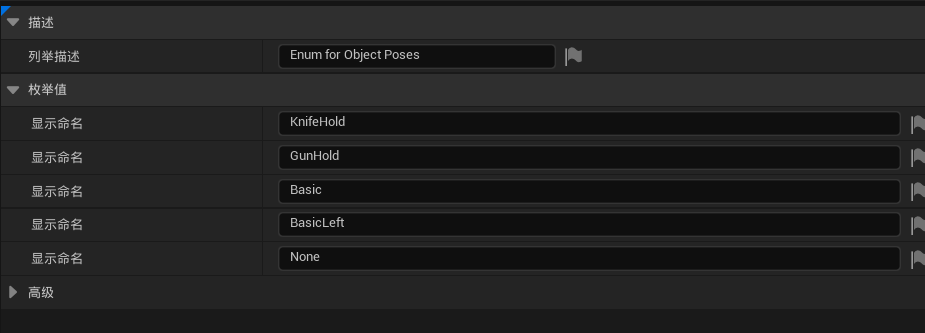 描述
列举描述 Enum for Object Poses
枚举值
显示命名 KnifeHold
显示命名 GunHold
显示命名 Basic
显示命名 BasicLeft
显示命名 None
高级